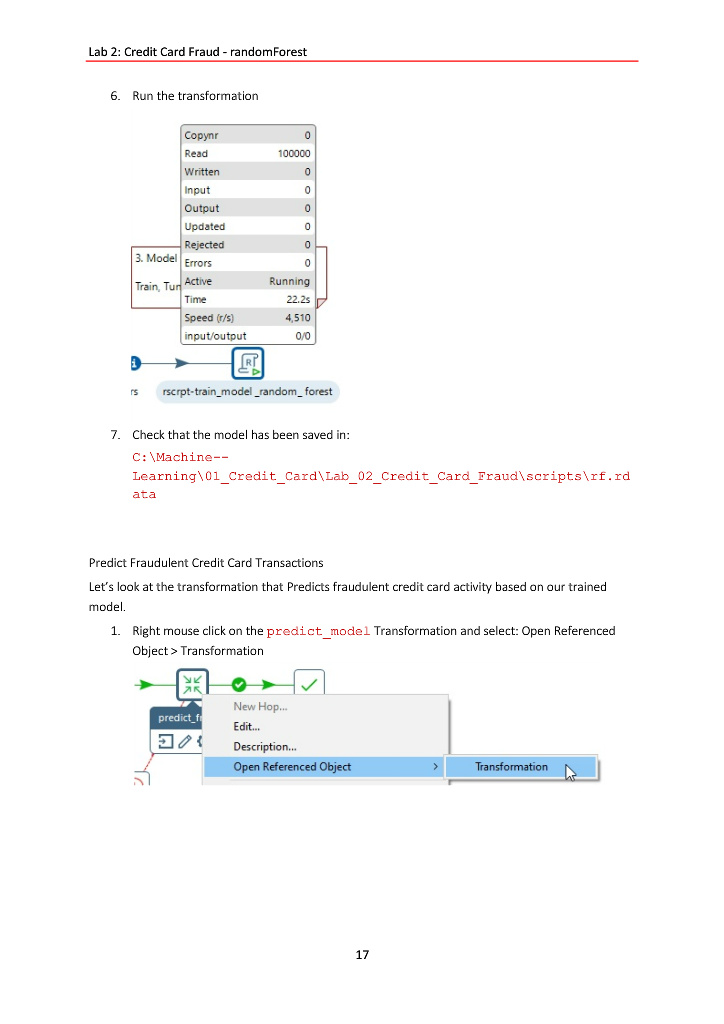 Lab 2: Credit Card Fraud - randomForest
6. Run the transformation
Copynr 0
Read 100000
Written 0
Input 0
Output 0
Updated 0
Rejected 0
3. Model
Errors 0
Train, Tun
Active Running
Time 22.2s
Speed (r/s) 4,510
input/output 0/0
rs rscrpt-train_model _random_ forest
7. Check that the model has been saved in:
C:\Machine--
Learning\01_Credit_Card\Lab_02_Credit_Card_Fraud\scripts\rf.rd
ata
Predict Fraudulent Credit Card Transactions
Let's look at the transformation that Predicts fraudulent credit card activity based on our trained
model.
1. Right mouse click on the predict_model Transformation and select: Open Referenced
Object > Transformation
New Hop...
predict_fr
Edit...
Description...
Open Referenced Object > Transformation
17